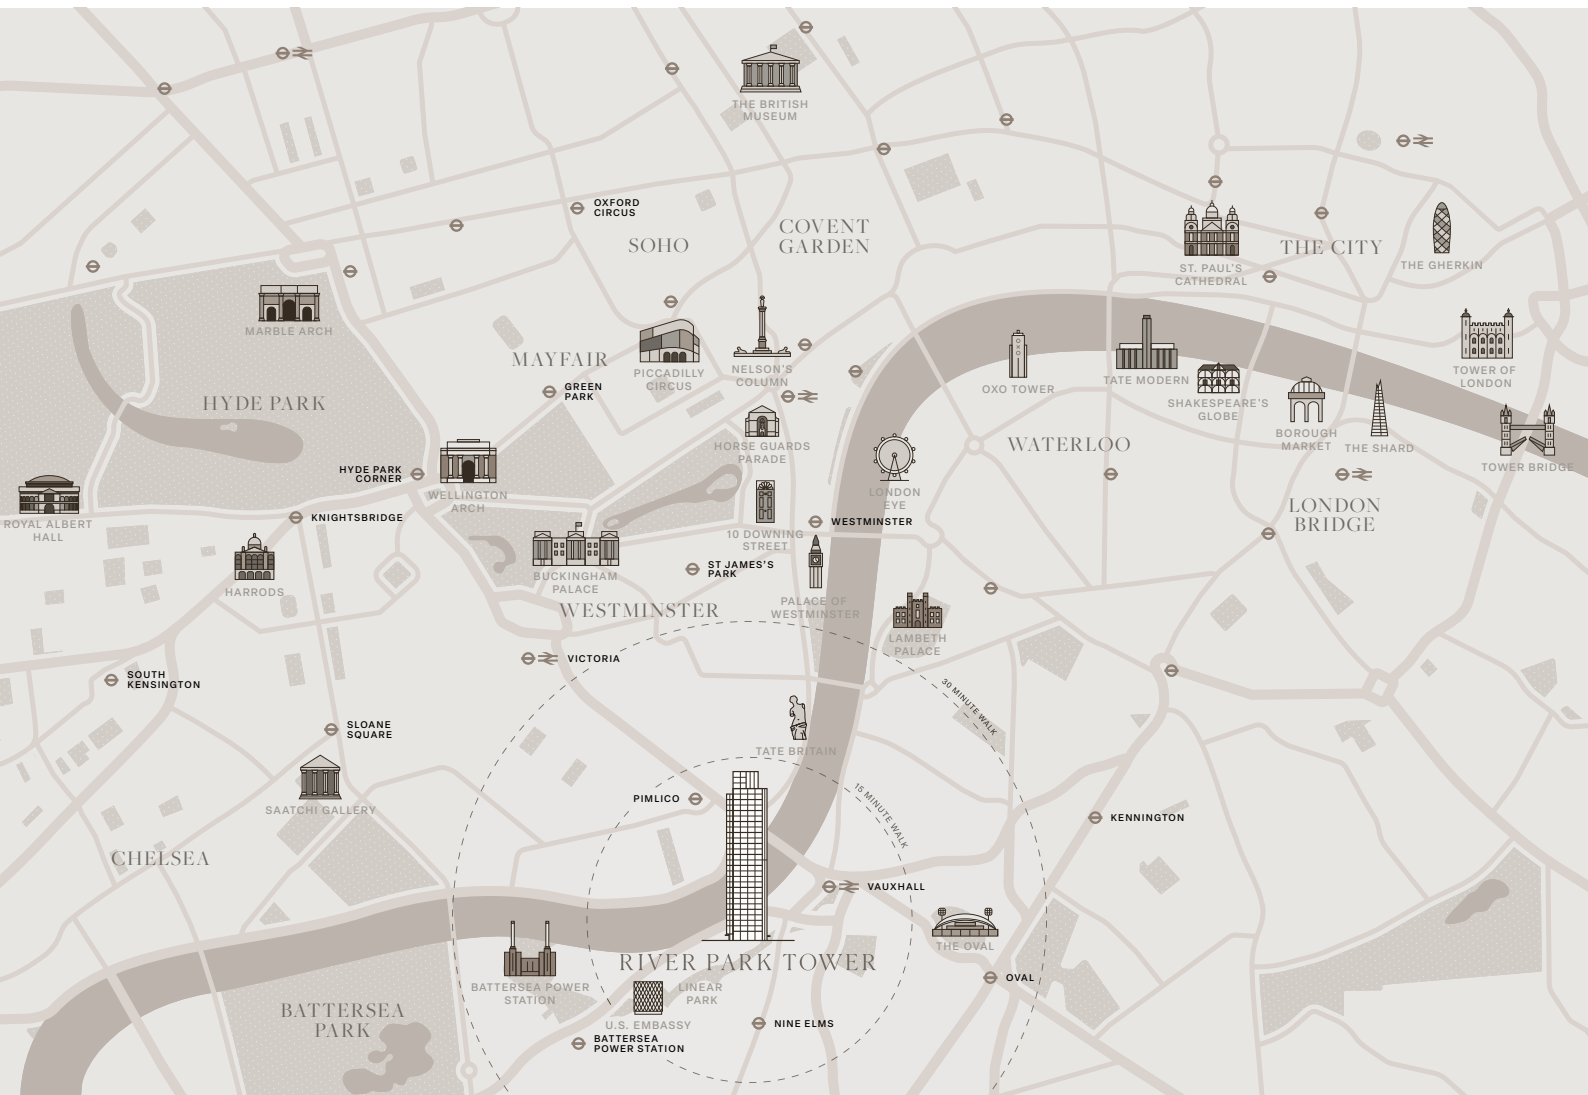 THE BRITISH
MUSEUM
OXFORD
CIRCUS
SOHO
COVENT
GARDEN
ST. PAUL'S
CATHEDRAL
THE CITY
THE GHERKIN
MARBLE ARCH
MAYFAIR
PICCADILLY
CIRCUS
NELSON'S
COLUMN
OXO TOWER
TATE MODERN
SHAKESPEARE'S
GLOBE
TOWER OF
LONDON
GREEN
PARK
HYDE PARK
HORSE GUARDS
PARADE
WATERLOO
BOROUGH
MARKET
THE SHARD
TOWER BRIDGE
HYDE PARK
CORNER
WELLINGTON
ARCH
LONDON
EYE
ROYAL ALBERT
HALL
KNIGHTSBRIDGE
10 DOWNING
STREET
WESTMINSTER
LONDON
BRIDGE
HARRODS
BUCKINGHAM
PALACE
ST JAMES'S
PARK
WESTMINSTER
PALACE OF
WESTMINSTER
LAMBETH
PALACE
VICTORIA
SOUTH
KENSINGTON
30 MINUTE WALK
SLOANE
SQUARE
TATE BRITAIN
SAATCHI GALLERY
PIMLICO
15 MINUTE WALK
KENNINGTON
CHELSEA
VAUXHALL
THE OVAL
RIVER PARK TOWER
OVAL
BATTERSEA POWER
STATION
LINEAR
PARK
BATTERSEA
PARK
U.S. EMBASSY
NINE ELMS
BATTERSEA
POWER STATION